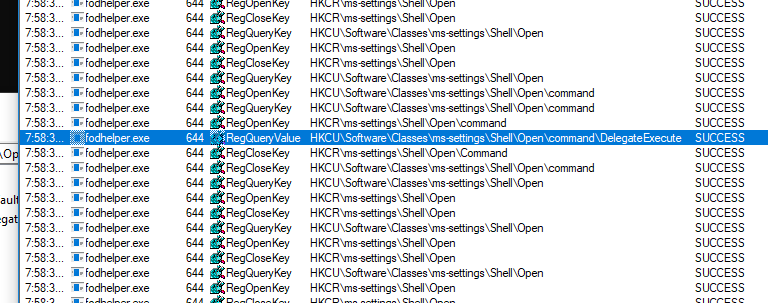 7:58:3... fodhelper.exe 644 RegOpenKey HKCR\ms-settings\Shell\Open SUCCESS
7:58:3... fodhelper.exe 644 RegCloseKey HKCR\ms-settings\Shell\Open SUCCESS
7:58:3... fodhelper.exe 644 RegQueryKey HKCU\Software\Classes\ms-settings\Shell\Open SUCCESS
7:58:3... fodhelper.exe 644 RegOpenKey HKCR\ms-settings\Shell\Open SUCCESS
7:58:3... fodhelper.exe 644 RegCloseKey HKCR\ms-settings\Shell\Open SUCCESS
7:58:3... fodhelper.exe 644 RegQueryKey HKCU\Software\Classes\ms-settings\Shell\Open SUCCESS
7:58:3... fodhelper.exe 644 RegOpenKey HKCU\Software\Classes\ms-settings\Shell\Open\command SUCCESS
7:58:3... fodhelper.exe 644 RegQueryKey HKCU\Software\Classes\ms-settings\Shell\Open\command SUCCESS
7:58:3... fodhelper.exe 644 RegOpenKey HKCR\ms-settings\Shell\Open\command SUCCESS
7:58:3... fodhelper.exe 644 RegQueryValue HKCU\Software\Classes\ms-settings\Shell\Open\command\DelegateExecute SUCCESS
\Op 7:58:3... fodhelper.exe 644 RegCloseKey HKCR\ms-settings\Shell\Open\Command SUCCESS
7:58:3... fodhelper.exe 644 RegCloseKey HKCU\Software\Classes\ms-settings\Shell\Open\command SUCCESS
7:58:3... fodhelper.exe 644 RegQueryKey HKCU\Software\Classes\ms-settings\Shell\Open SUCCESS
ault 7:58:3... fodhelper.exe 644 RegOpenKey HKCR\ms-settings\Shell\Open SUCCESS
egat 7:58:3... fodhelper.exe 644 RegCloseKey HKCR\ms-settings\Shell\Open SUCCESS
7:58:3... fodhelper.exe 644 RegQueryKey HKCU\Software\Classes\ms-settings\Shell\Open SUCCESS
7:58:3... fodhelper.exe 644 RegOpenKey HKCR\ms-settings\Shell\Open SUCCESS
7:58:3... fodhelper.exe 644 RegCloseKey HKCR\ms-settings\Shell\Open SUCCESS
7:58:3... fodhelper.exe 644 RegQueryKey HKCU\Software\Classes\ms-settings\Shell\Open SUCCESS
7:58:3... fodhelper.exe 644 RegOpenKey HKCR\ms-settings\Shell\Open SUCCESS
7:58:3... fodhelper.exe 644 RegCloseKey HKCR\ms-settings\Shell\Open SUCCESS